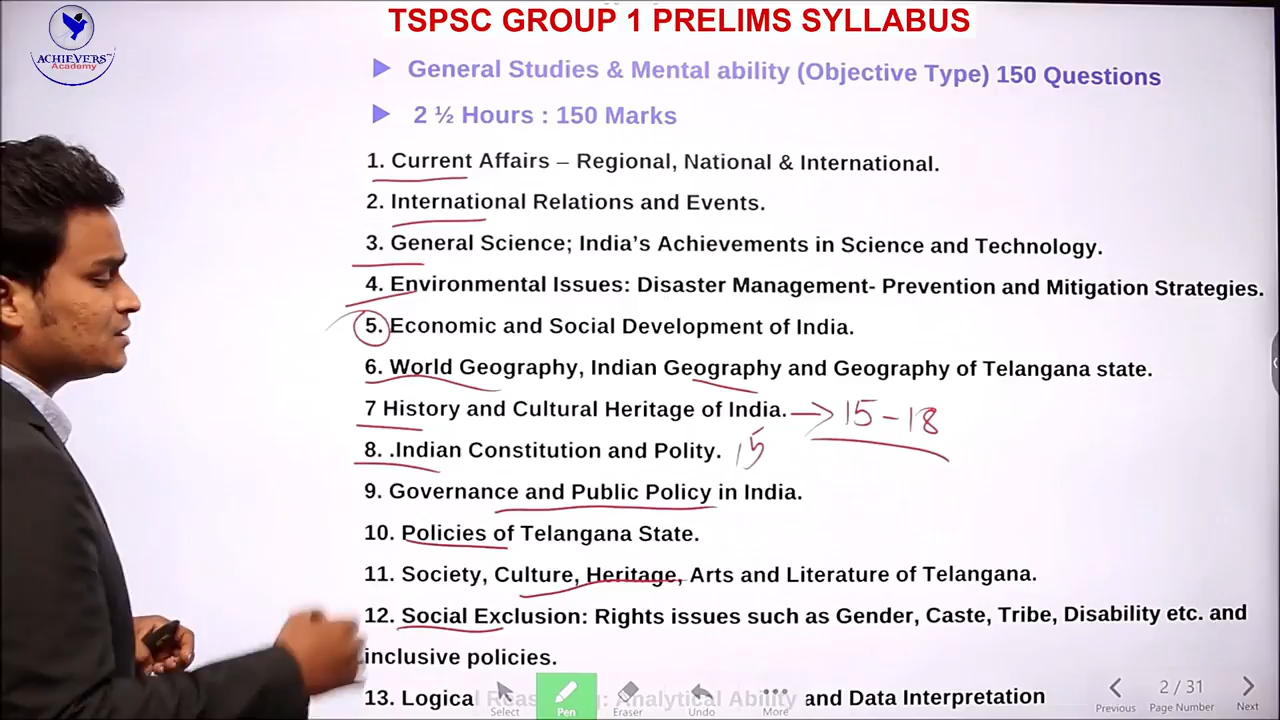 TSPSC GROUP 1 PRELIMS SYLLABUS
ACHIEVERS
Academy
General Studies & Mental ability (Objective Type) 150 Questions
2 ½ Hours : 150 Marks
1. Current Affairs – Regional, National & International.
2. International Relations and Events.
3. General Science; India's Achievements in Science and Technology.
4. Environmental Issues: Disaster Management- Prevention and Mitigation Strategies.
5. Economic and Social Development of India.
6. World Geography, Indian Geography and Geography of Telangana state.
7 History and Cultural Heritage of India. 15-18
8. .Indian Constitution and Polity. 15
9. Governance and Public Policy in India.
10. Policies of Telangana State.
11. Society, Culture, Heritage, Arts and Literature of Telangana.
12. Social Exclusion: Rights issues such as Gender, Caste, Tribe, Disability etc. and
inclusive policies.
13. Logical Reasoning: Analytical Ability and Data Interpretation
Select Pen Eraser Undo More
Previous 2 / 31 Page Number Next